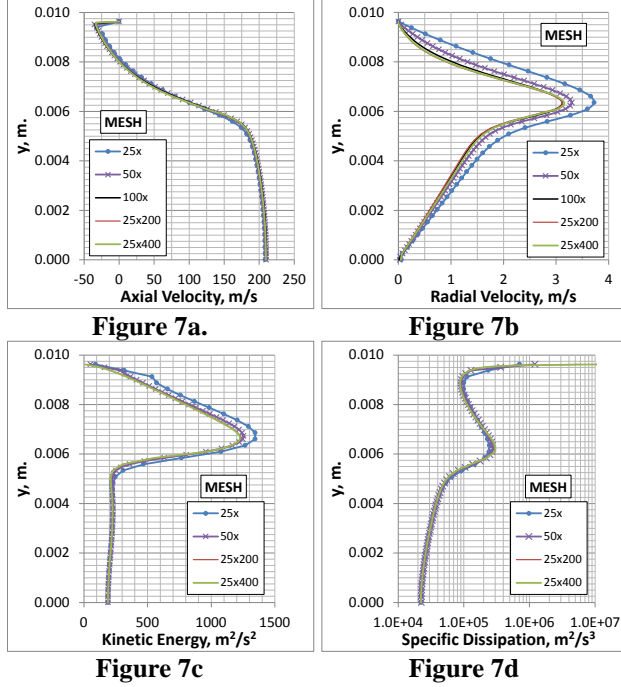 0.010
0.008
0.006
0.004
0.002
0.000
y, m.
MESH
25x
50x
100x
25x200
25x400
-50 0 50 100 150 200 250
Axial Velocity, m/s
Figure 7a.
0.010
0.008
0.006
0.004
0.002
0.000
y, m.
MESH
25x
50x
100x
25x200
25x400
0 1 2 3 4
Radial Velocity, m/s
Figure 7b
0.010
0.008
0.006
0.004
0.002
0.000
y, m.
MESH
25x
50x
25x200
25x400
0 500 1000 1500
Kinetic Energy, m²/s²
Figure 7c
0.010
0.008
0.006
0.004
0.002
0.000
y, m.
MESH
25x
50x
25x200
25x400
1.0E+04 1.0E+05 1.0E+06 1.0E+07
Specific Dissipation, m²/s³
Figure 7d